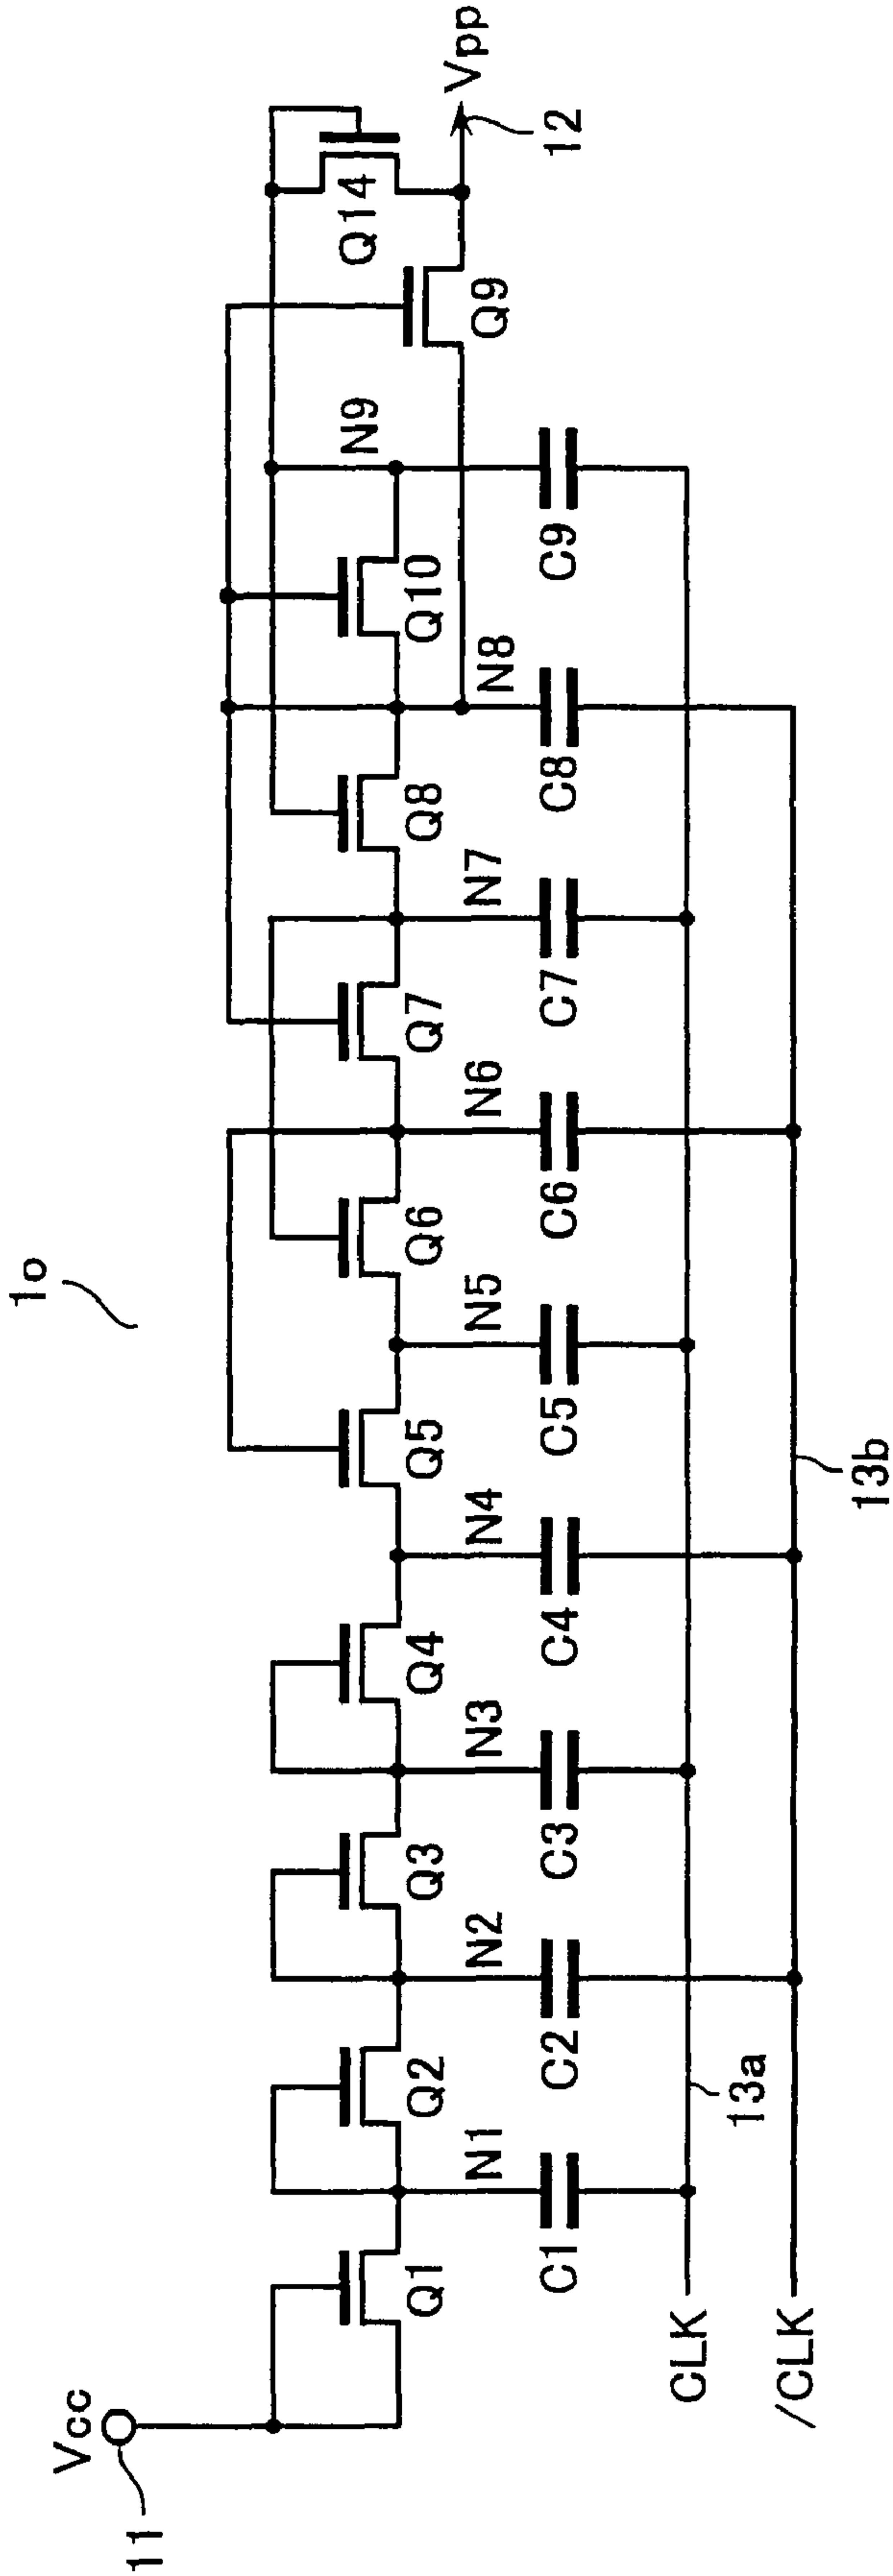 1o
Vcc
11
Q1
Q2
Q3
Q4
Q5
Q6
Q7
Q8
Q10
Q9
Q14
Vpp
12
N1
N2
N3
N4
N5
N6
N7
N8
N9
C1
C2
C3
C4
C5
C6
C7
C8
C9
CLK
13a
/CLK
13b